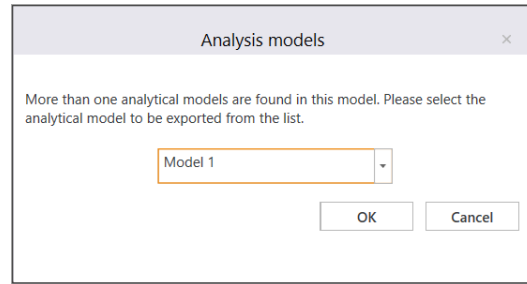 Analysis models
More than one analytical models are found in this model. Please select the
analytical model to be exported from the list.
Model 1
OK Cancel